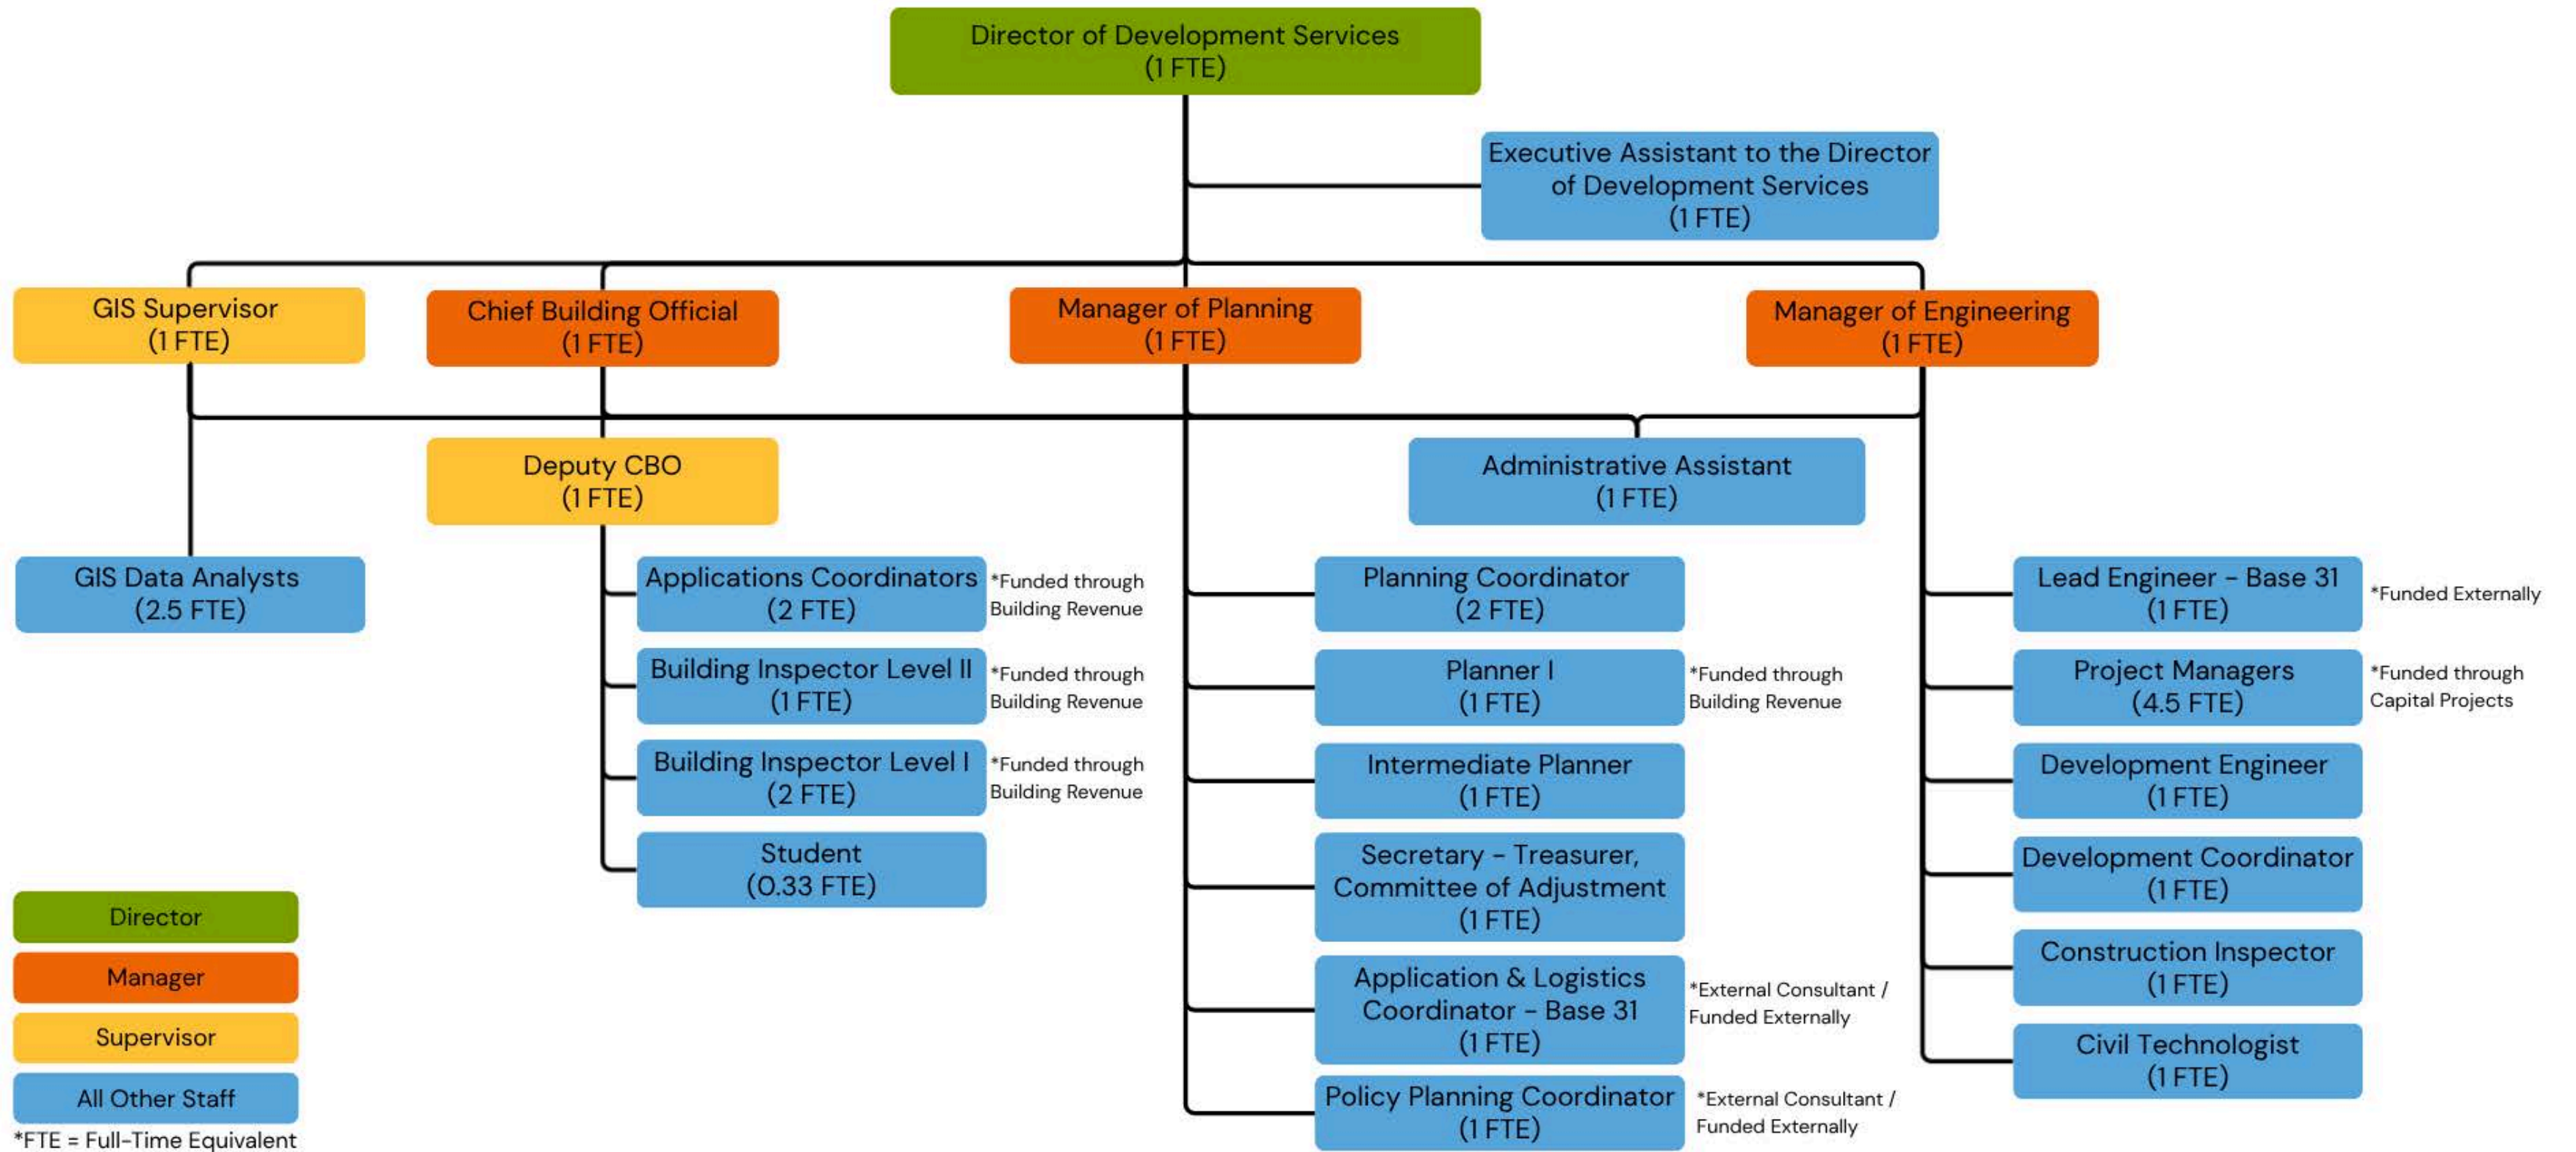 Director of Development Services
(1 FTE)
Executive Assistant to the Director
of Development Services
(1 FTE)
GIS Supervisor
(1 FTE)
Chief Building Official
(1 FTE)
Manager of Planning
(1 FTE)
Manager of Engineering
(1 FTE)
Deputy CBO
(1 FTE)
Administrative Assistant
(1 FTE)
GIS Data Analysts
(2.5 FTE)
Applications Coordinators
(2 FTE)
*Funded through
Building Revenue
Building Inspector Level II
(1 FTE)
*Funded through
Building Revenue
Building Inspector Level I
(2 FTE)
*Funded through
Building Revenue
Student
(0.33 FTE)
Planning Coordinator
(2 FTE)
Planner I
(1 FTE)
*Funded through
Building Revenue
Intermediate Planner
(1 FTE)
Secretary - Treasurer,
Committee of Adjustment
(1 FTE)
Application & Logistics
Coordinator - Base 31
(1 FTE)
*External Consultant /
Funded Externally
Policy Planning Coordinator
(1 FTE)
*External Consultant /
Funded Externally
Lead Engineer - Base 31
(1 FTE)
*Funded Externally
Project Managers
(4.5 FTE)
*Funded through
Capital Projects
Development Engineer
(1 FTE)
Development Coordinator
(1 FTE)
Construction Inspector
(1 FTE)
Civil Technologist
(1 FTE)
Director
Manager
Supervisor
All Other Staff
*FTE = Full-Time Equivalent